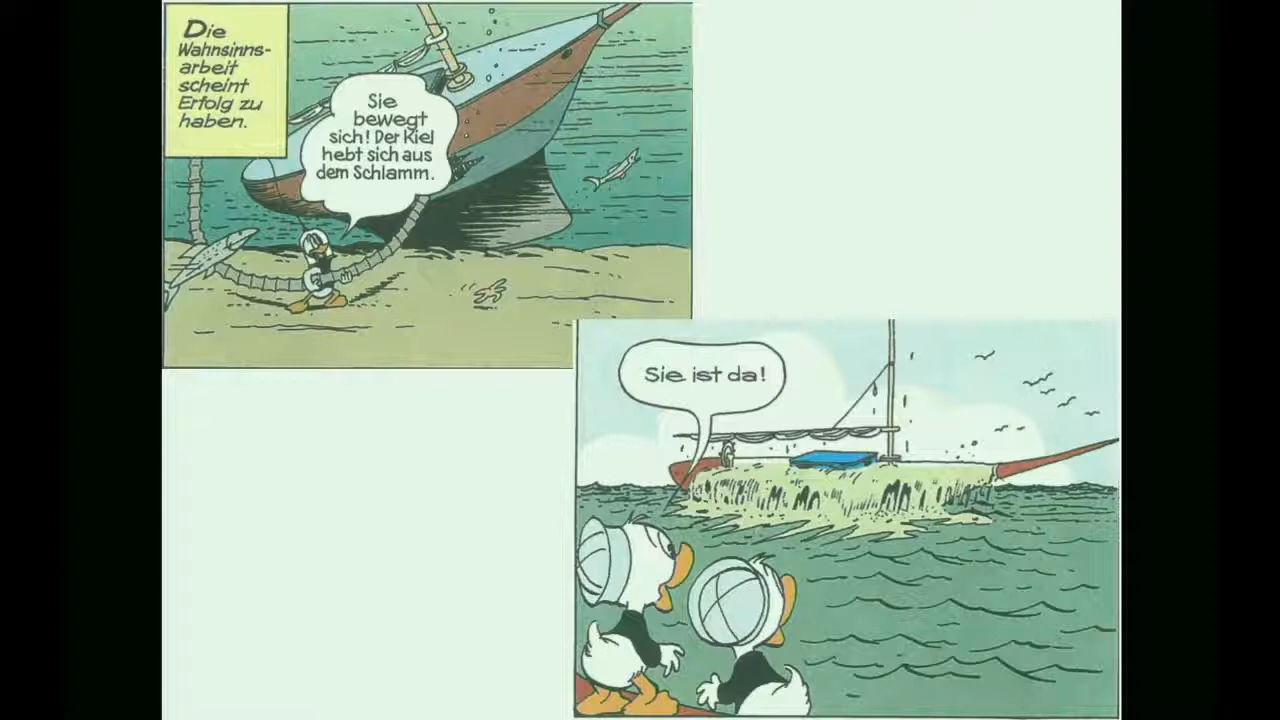 Die
Wahnsinns-
arbeit
scheint
Erfolg zu
haben.
Sie
bewegt
sich! Der Kiel
hebt sich aus
dem Schlamm.
Sie ist da!